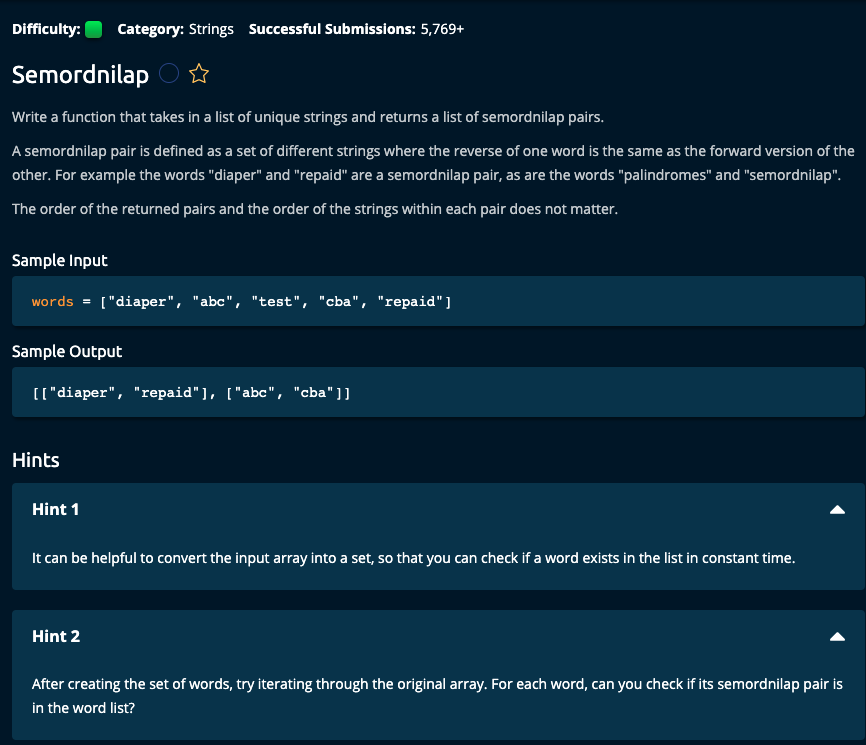 Difficulty: Category: Strings Successful Submissions: 5,769+
Semordnilap
Write a function that takes in a list of unique strings and returns a list of semordnilap pairs.
A semordnilap pair is defined as a set of different strings where the reverse of one word is the same as the forward version of the
other. For example the words "diaper" and "repaid" are a semordnilap pair, as are the words "palindromes" and "semordnilap".
The order of the returned pairs and the order of the strings within each pair does not matter.
Sample Input
words = ["diaper", "abc", "test", "cba", "repaid"]
Sample Output
[["diaper", "repaid"], ["abc", "cba"]]
Hints
Hint 1
It can be helpful to convert the input array into a set, so that you can check if a word exists in the list in constant time.
Hint 2
After creating the set of words, try iterating through the original array. For each word, can you check if its semordnilap pair is
in the word list?